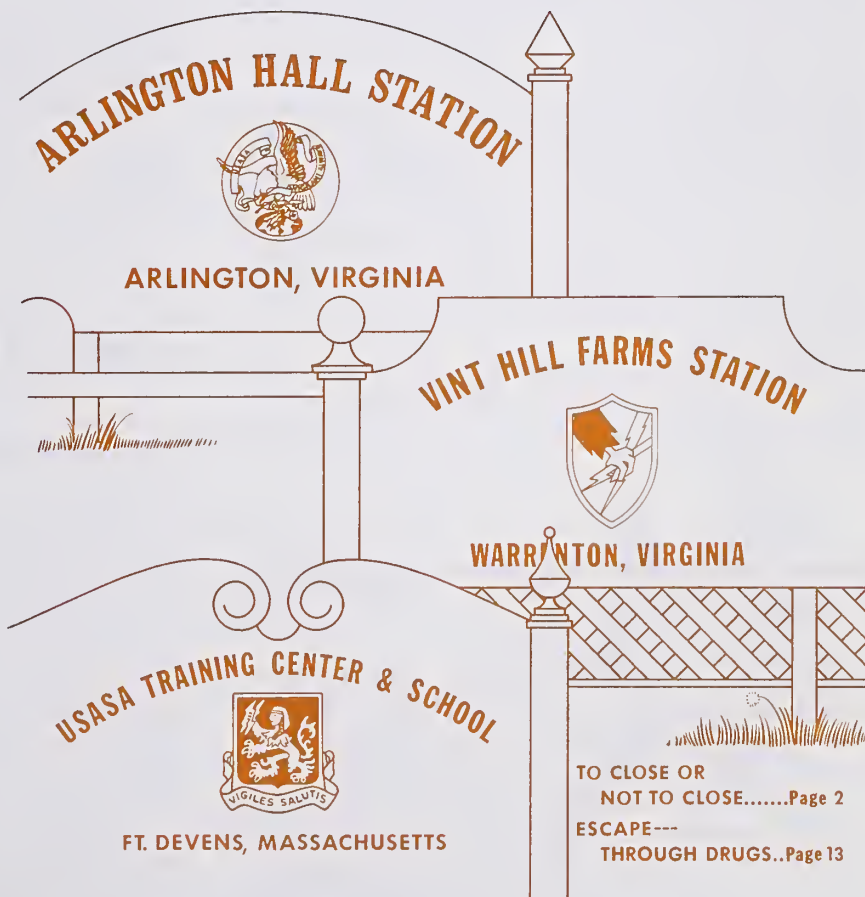 ARLINGTON HALL STATION
ARLINGTON, VIRGINIA
VINT HILL FARMS STATION
WARRENTON, VIRGINIA
USASA TRAINING CENTER & SCHOOL
VIGILES SALUTIS
FT. DEVENS, MASSACHUSETTS
TO CLOSE OR
NOT TO CLOSE.......Page 2
ESCAPE---
THROUGH DRUGS..Page 13